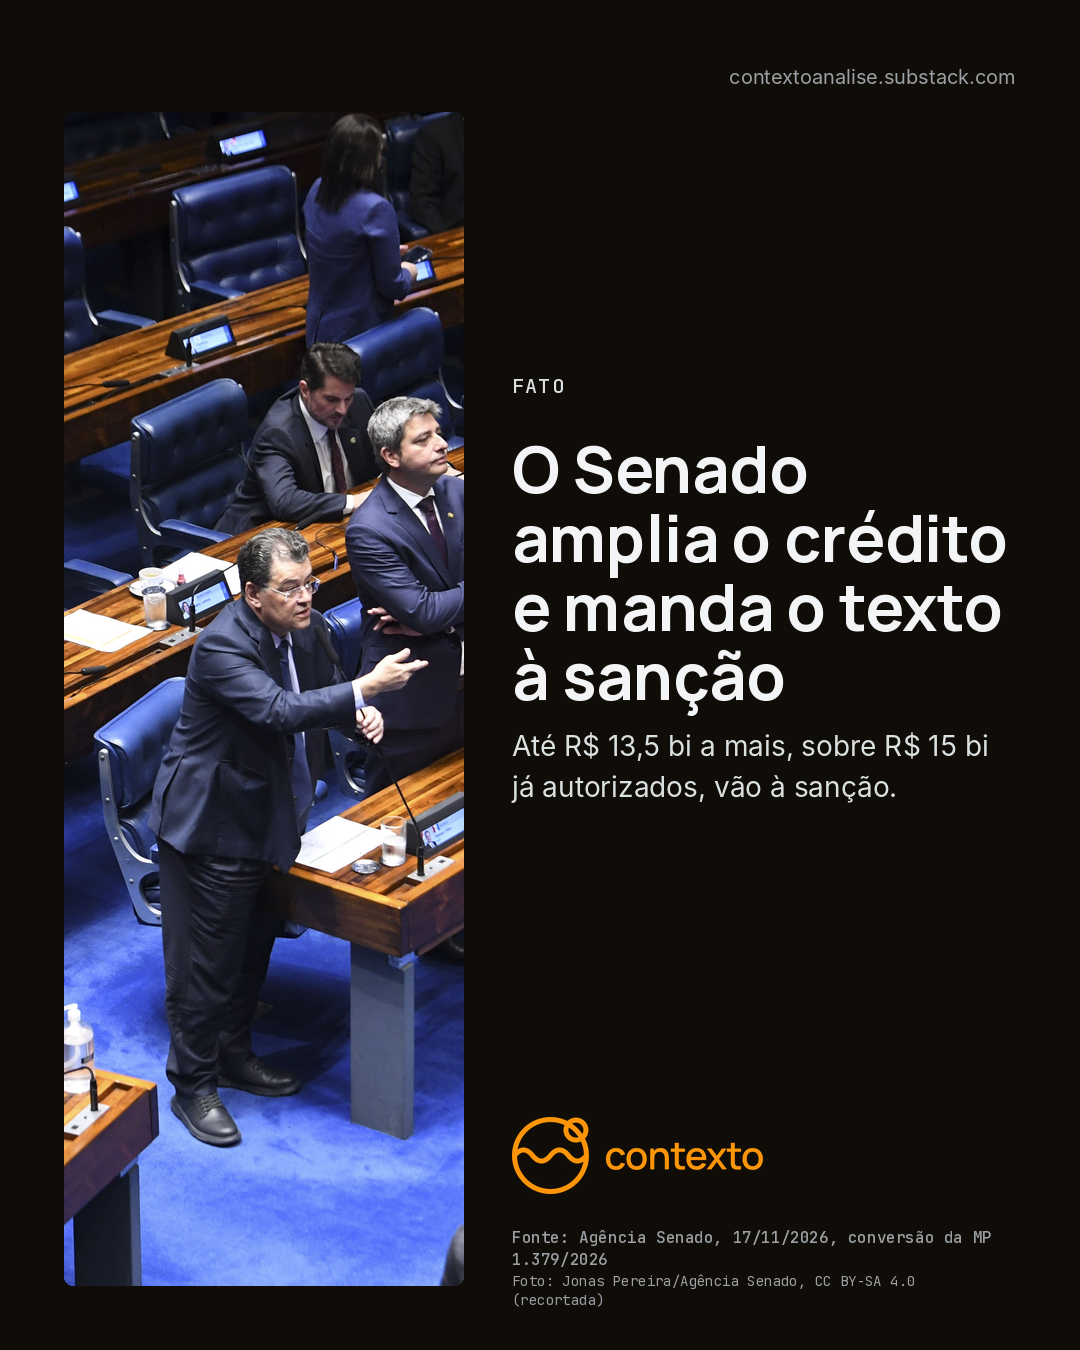 contextoanalise.substack.com
FATO
O Senado
amplia o crédito
e manda o texto
à sanção
Até R$ 13,5 bi a mais, sobre R$ 15 bi
já autorizados, vão à sanção.
contexto
Fonte: Agência Senado, 17/11/2026, conversão da MP
1.379/2026
Foto: Jonas Pereira/Agência Senado, CC BY-SA 4.0
(recortada)